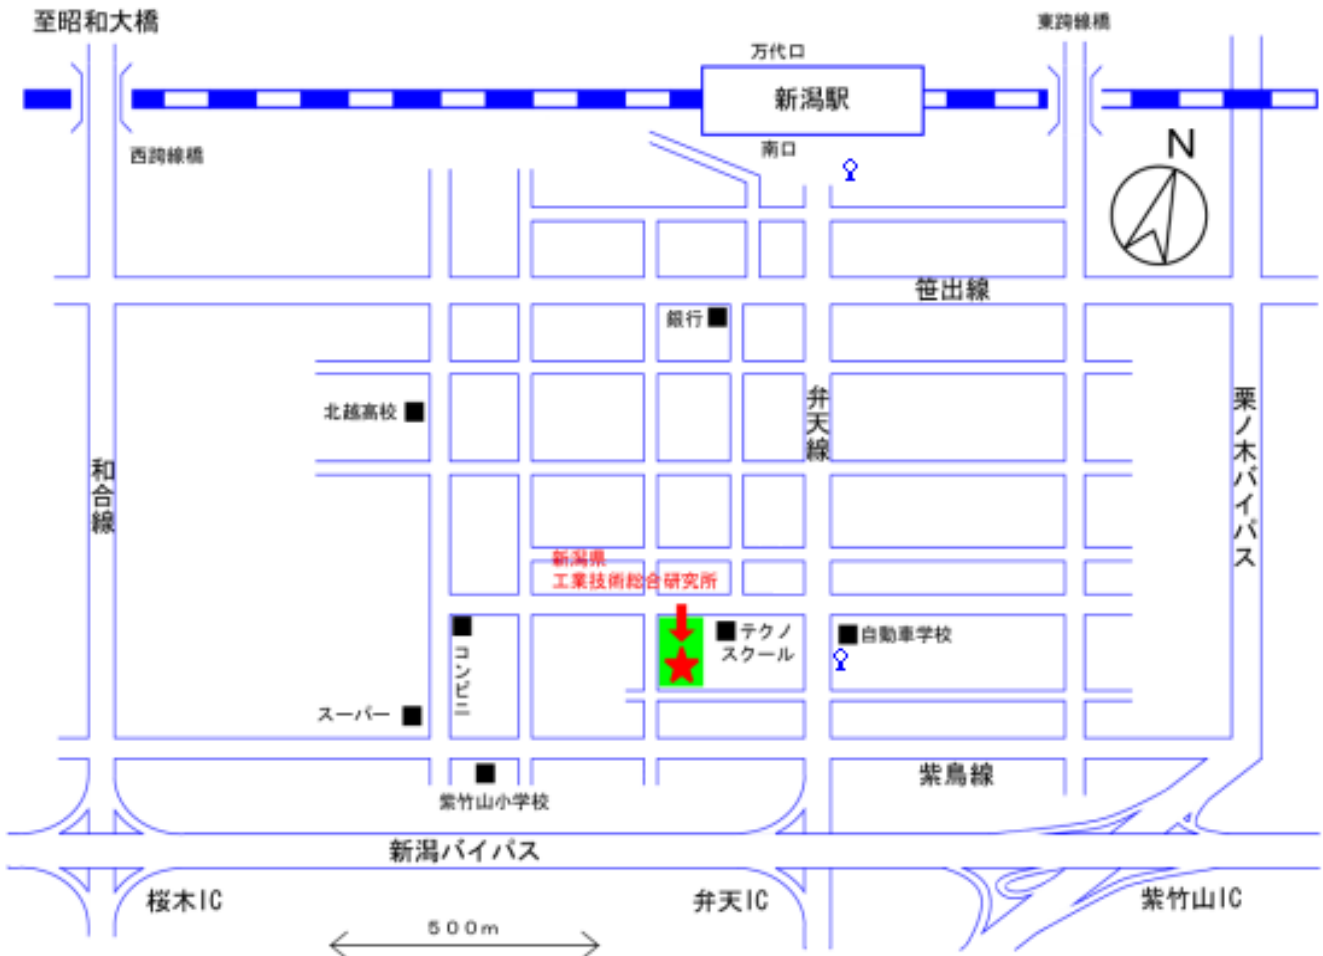 至昭和大橋
東跨線橋
万代口
新潟駅
西跨線橋
南口
N
笹出線
銀行
北越高校
弁天線
栗ノ木バイパス
和合線
新潟県
工業技術総合研究所
コンビニ
テクノ
スクール
自動車学校
スーパー
紫鳥線
紫竹山小学校
新潟バイパス
桜木IC
弁天IC
紫竹山IC
500m